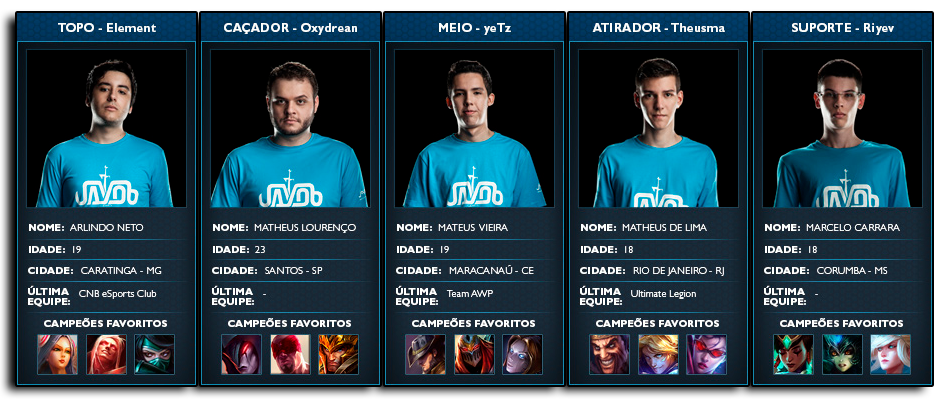 TOPO - Element
NOME: ARLINDO NETO
IDADE: 19
CIDADE: CARATINGA - MG
ÚLTIMA EQUIPE: CNB eSports Club
CAMPEÕES FAVORITOS
CAÇADOR - Oxydrean
NOME: MATHEUS LOURENÇO
IDADE: 23
CIDADE: SANTOS - SP
ÚLTIMA EQUIPE: -
CAMPEÕES FAVORITOS
MEIO - yeTz
NOME: MATEUS VIEIRA
IDADE: 19
CIDADE: MARACANAÚ - CE
ÚLTIMA EQUIPE: Team AWP
CAMPEÕES FAVORITOS
ATIRADOR - Theusma
NOME: MATHEUS DE LIMA
IDADE: 18
CIDADE: RIO DE JANEIRO - RJ
ÚLTIMA EQUIPE: Ultimate Legion
CAMPEÕES FAVORITOS
SUPORTE - Riyev
NOME: MARCELO CARRARA
IDADE: 18
CIDADE: CORUMBA - MS
ÚLTIMA EQUIPE: -
CAMPEÕES FAVORITOS